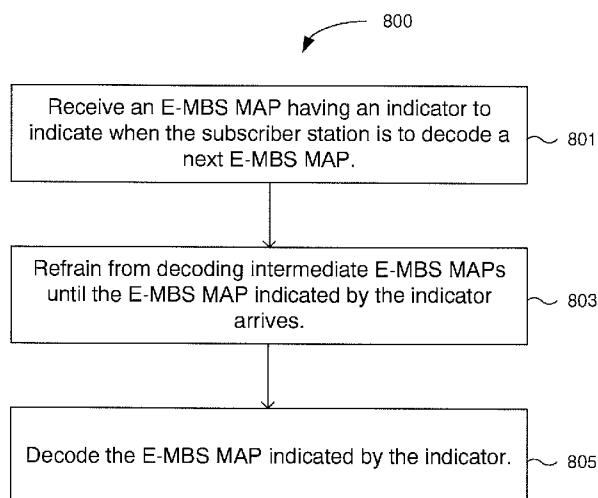 800
Receive an E-MBS MAP having an indicator to
indicate when the subscriber station is to decode a
next E-MBS MAP.
801
Refrain from decoding intermediate E-MBS MAPs
until the E-MBS MAP indicated by the indicator
arrives.
803
Decode the E-MBS MAP indicated by the indicator.
805